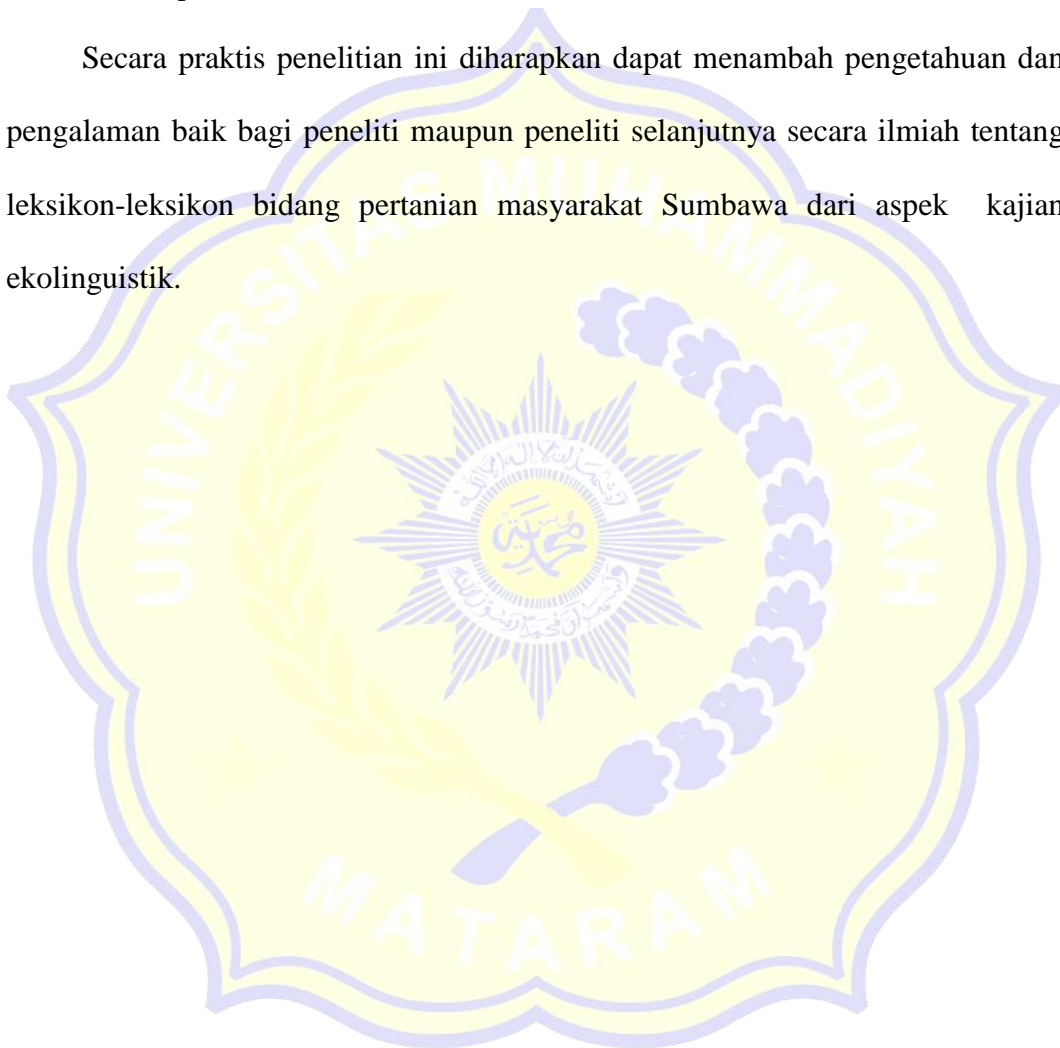 Secara praktis penelitian ini diharapkan dapat menambah pengetahuan dan
pengalaman baik bagi peneliti maupun peneliti selanjutnya secara ilmiah tentang
leksikon-leksikon bidang pertanian masyarakat Sumbawa dari aspek kajian
ekolinguistik.
UNIVERSITAS MUHAMMADIYAH
MATARAM